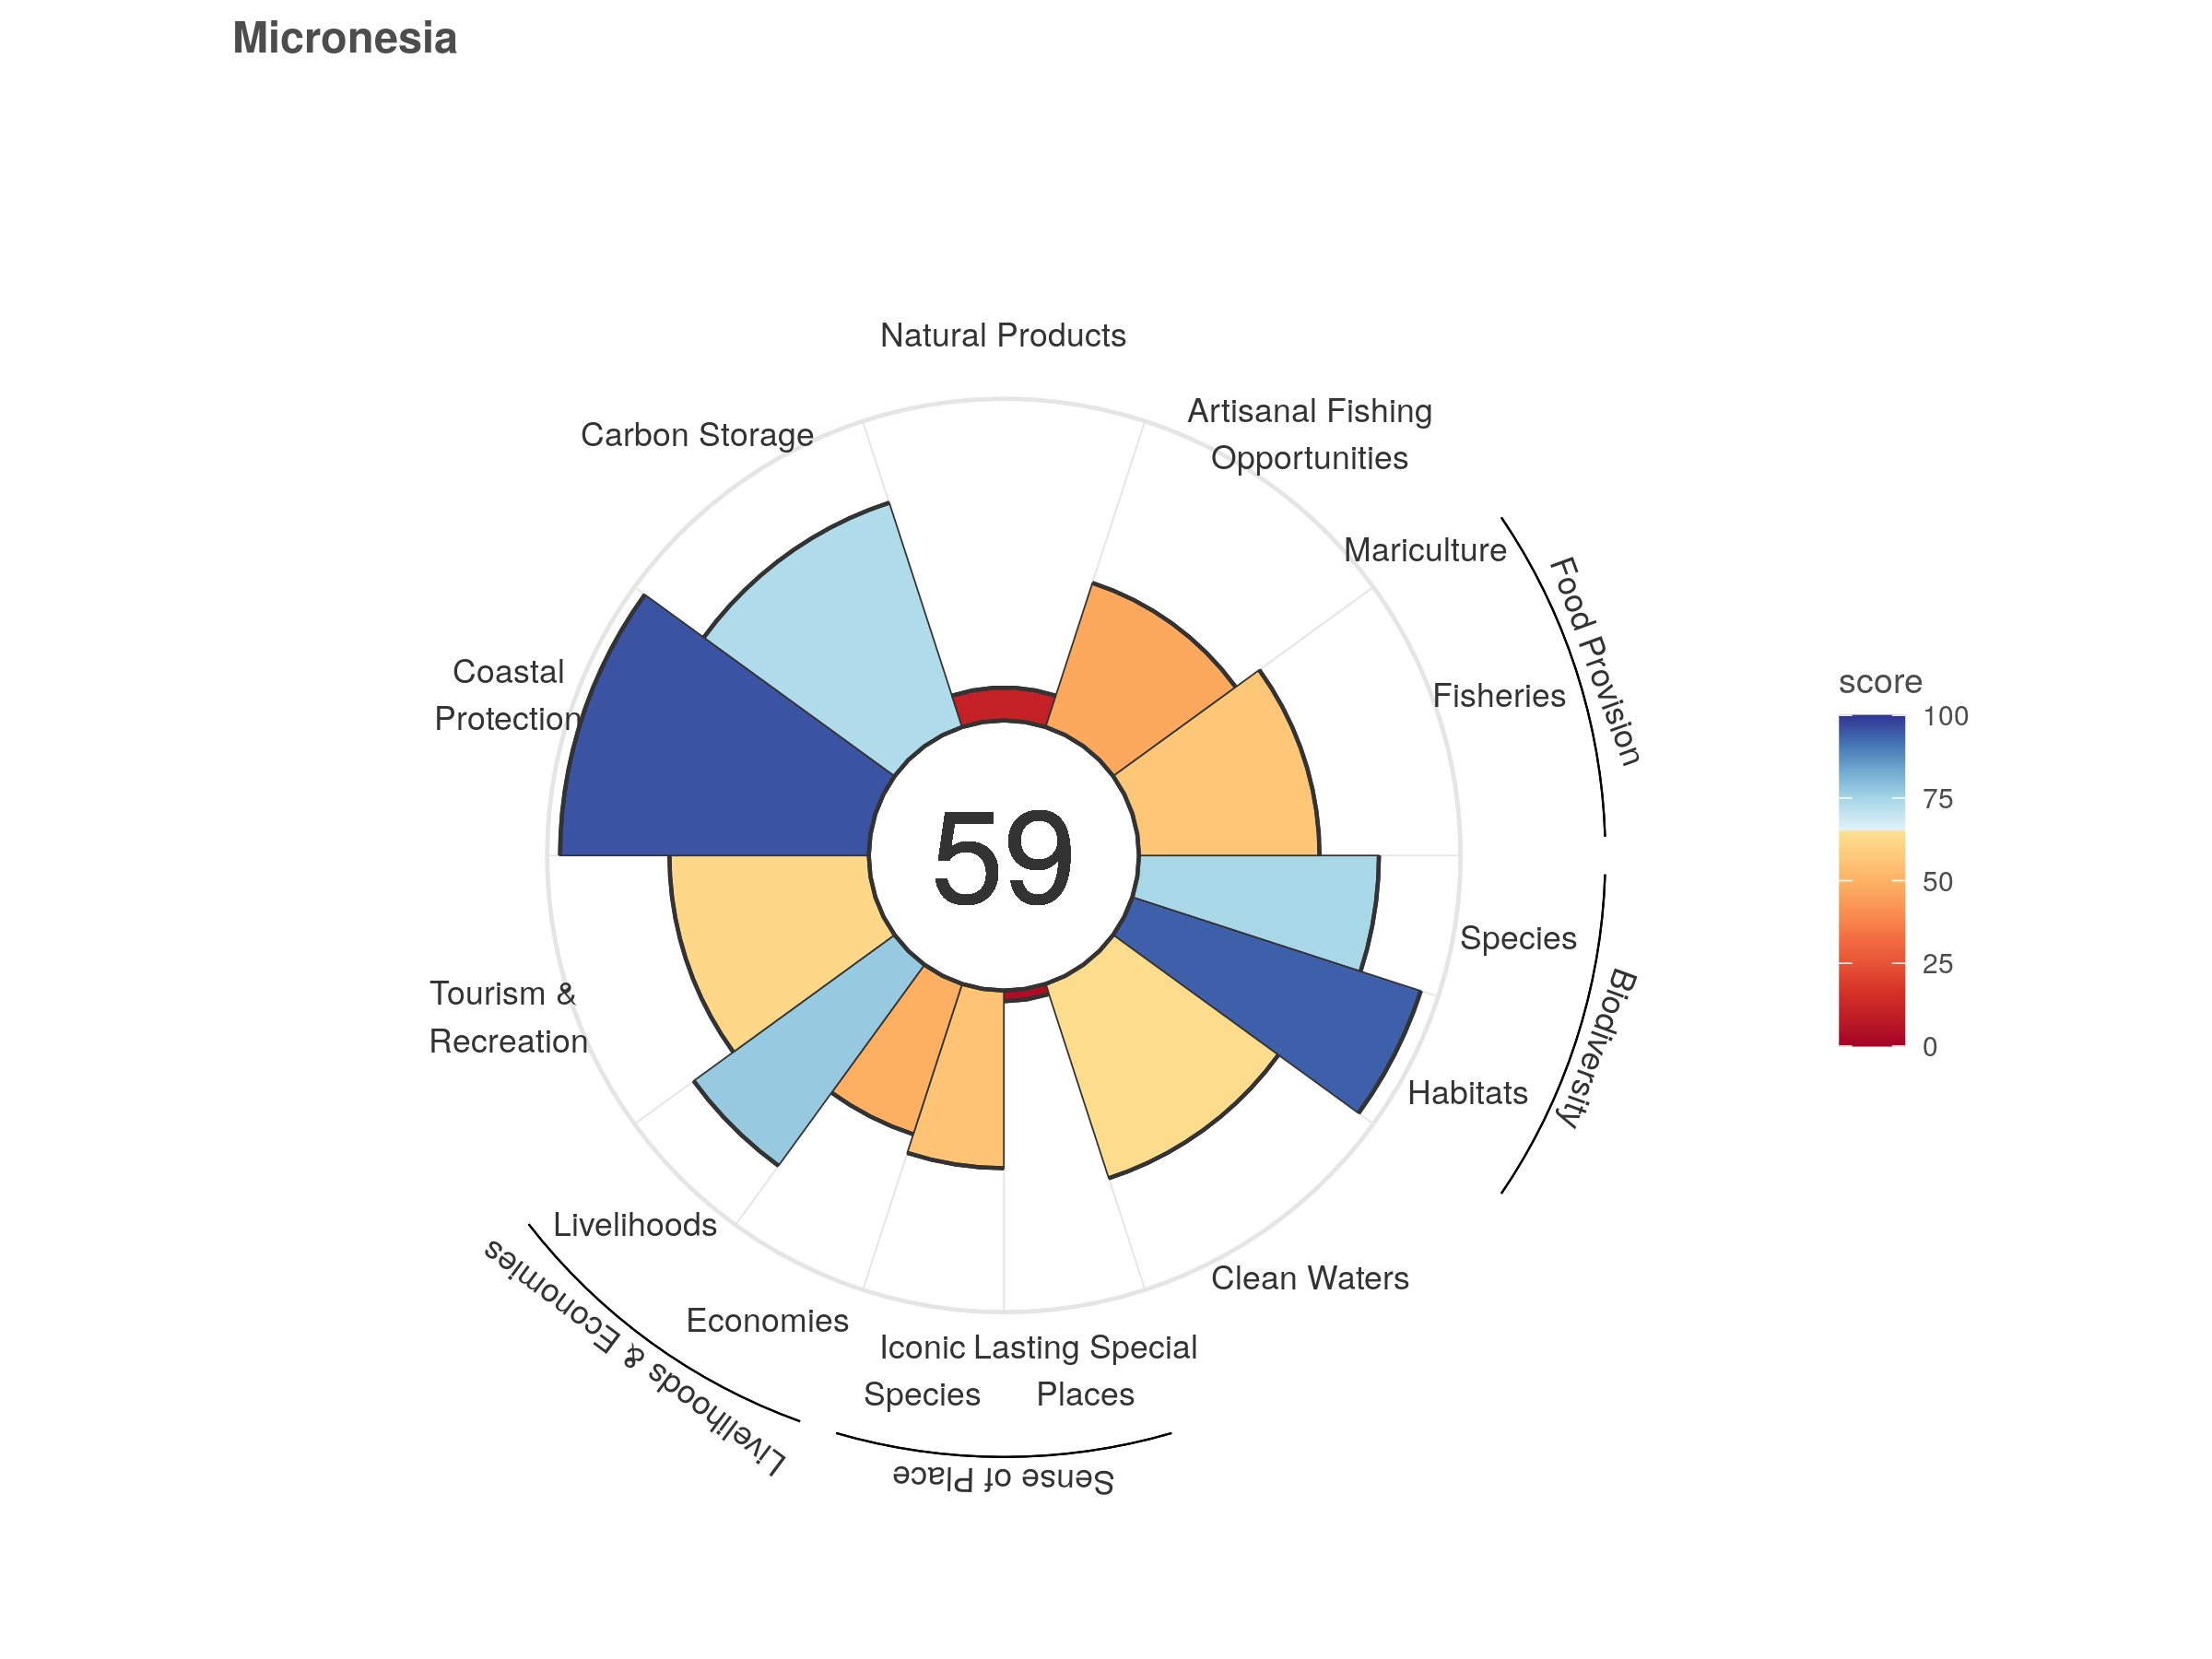 Micronesia
Natural Products
Artisanal Fishing
Opportunities
Carbon Storage
Mariculture
Food Provision
Fisheries
Coastal
Protection
59
score
100
75
50
25
0
Species
Biodiversity
Habitats
Tourism &
Recreation
Livelihoods
Livelihoods & Economies
Economies
Clean Waters
Iconic
Species
Lasting Special
Places
Sense of Place